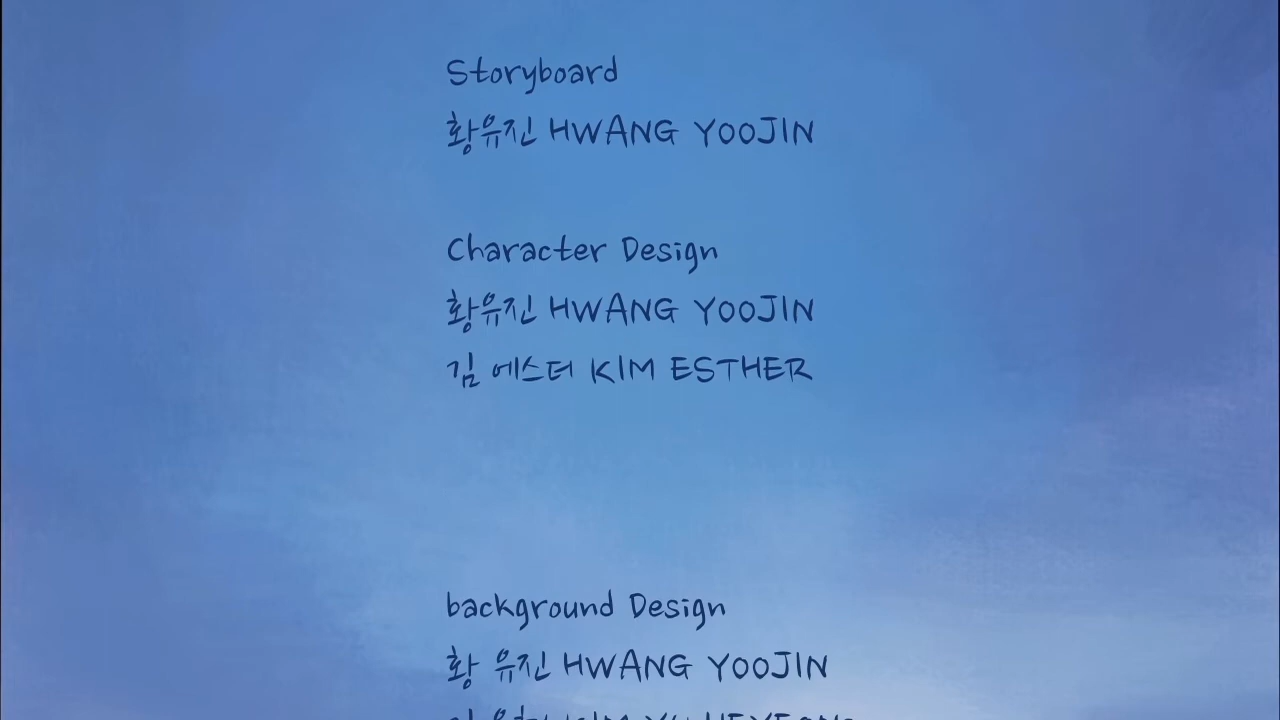 Storyboard
황유진 HWANG YOOJIN
Character Design
황유진 HWANG YOOJIN
김 에스터 KIM ESTHER
background Design
황 유진 HWANG YOOJIN